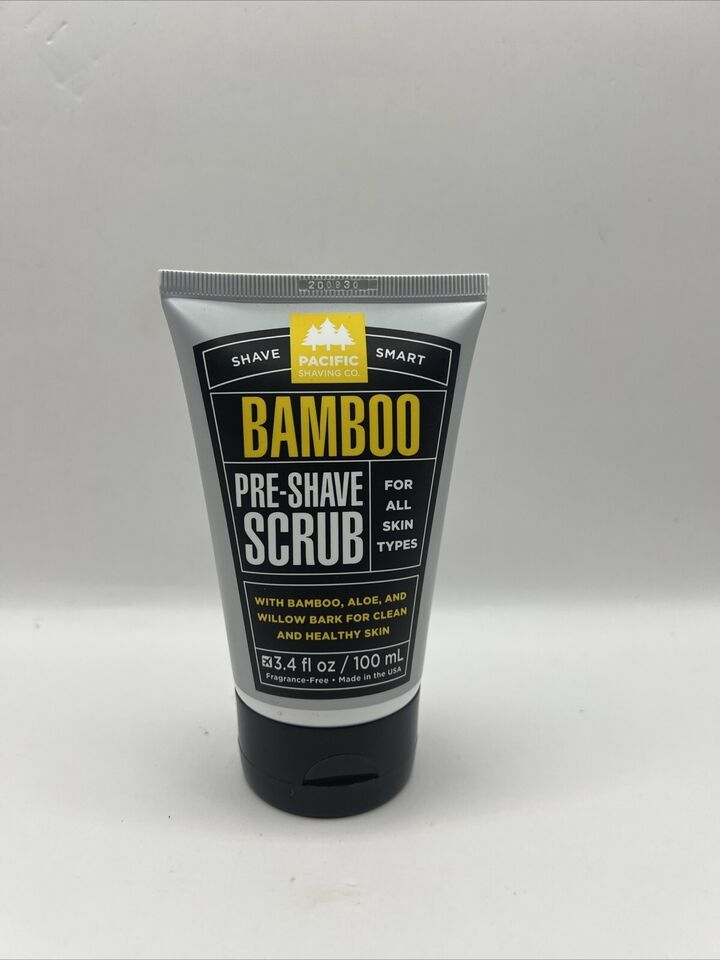 200930
SHAVE SMART
PACIFIC
SHAVING CO.
BAMBOO
PRE-SHAVE
SCRUB
FOR
ALL
SKIN
TYPES
WITH BAMBOO, ALOE, AND
WILLOW BARK FOR CLEAN
AND HEALTHY SKIN
3.4 fl oz / 100 mL
Fragrance-Free • Made in the USA